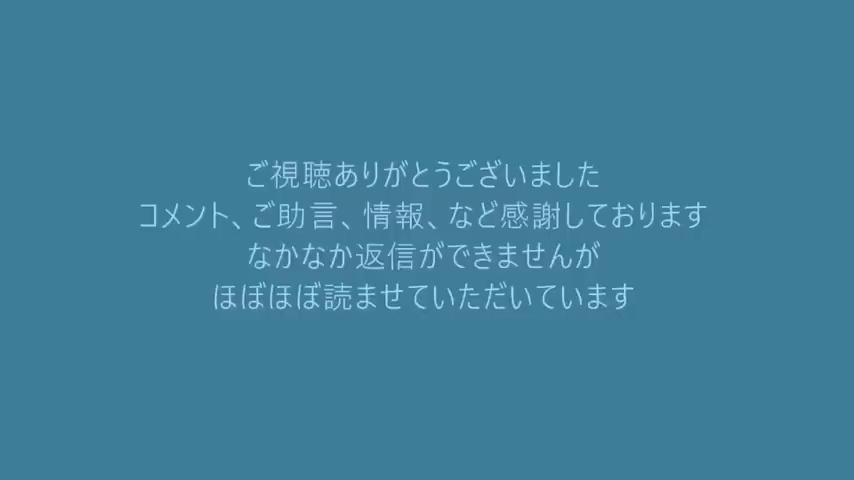 ご視聴ありがとうございました
コメント、ご助言、情報、など感謝しております
なかなか返信ができませんが
ほぼほぼ読ませていただいています